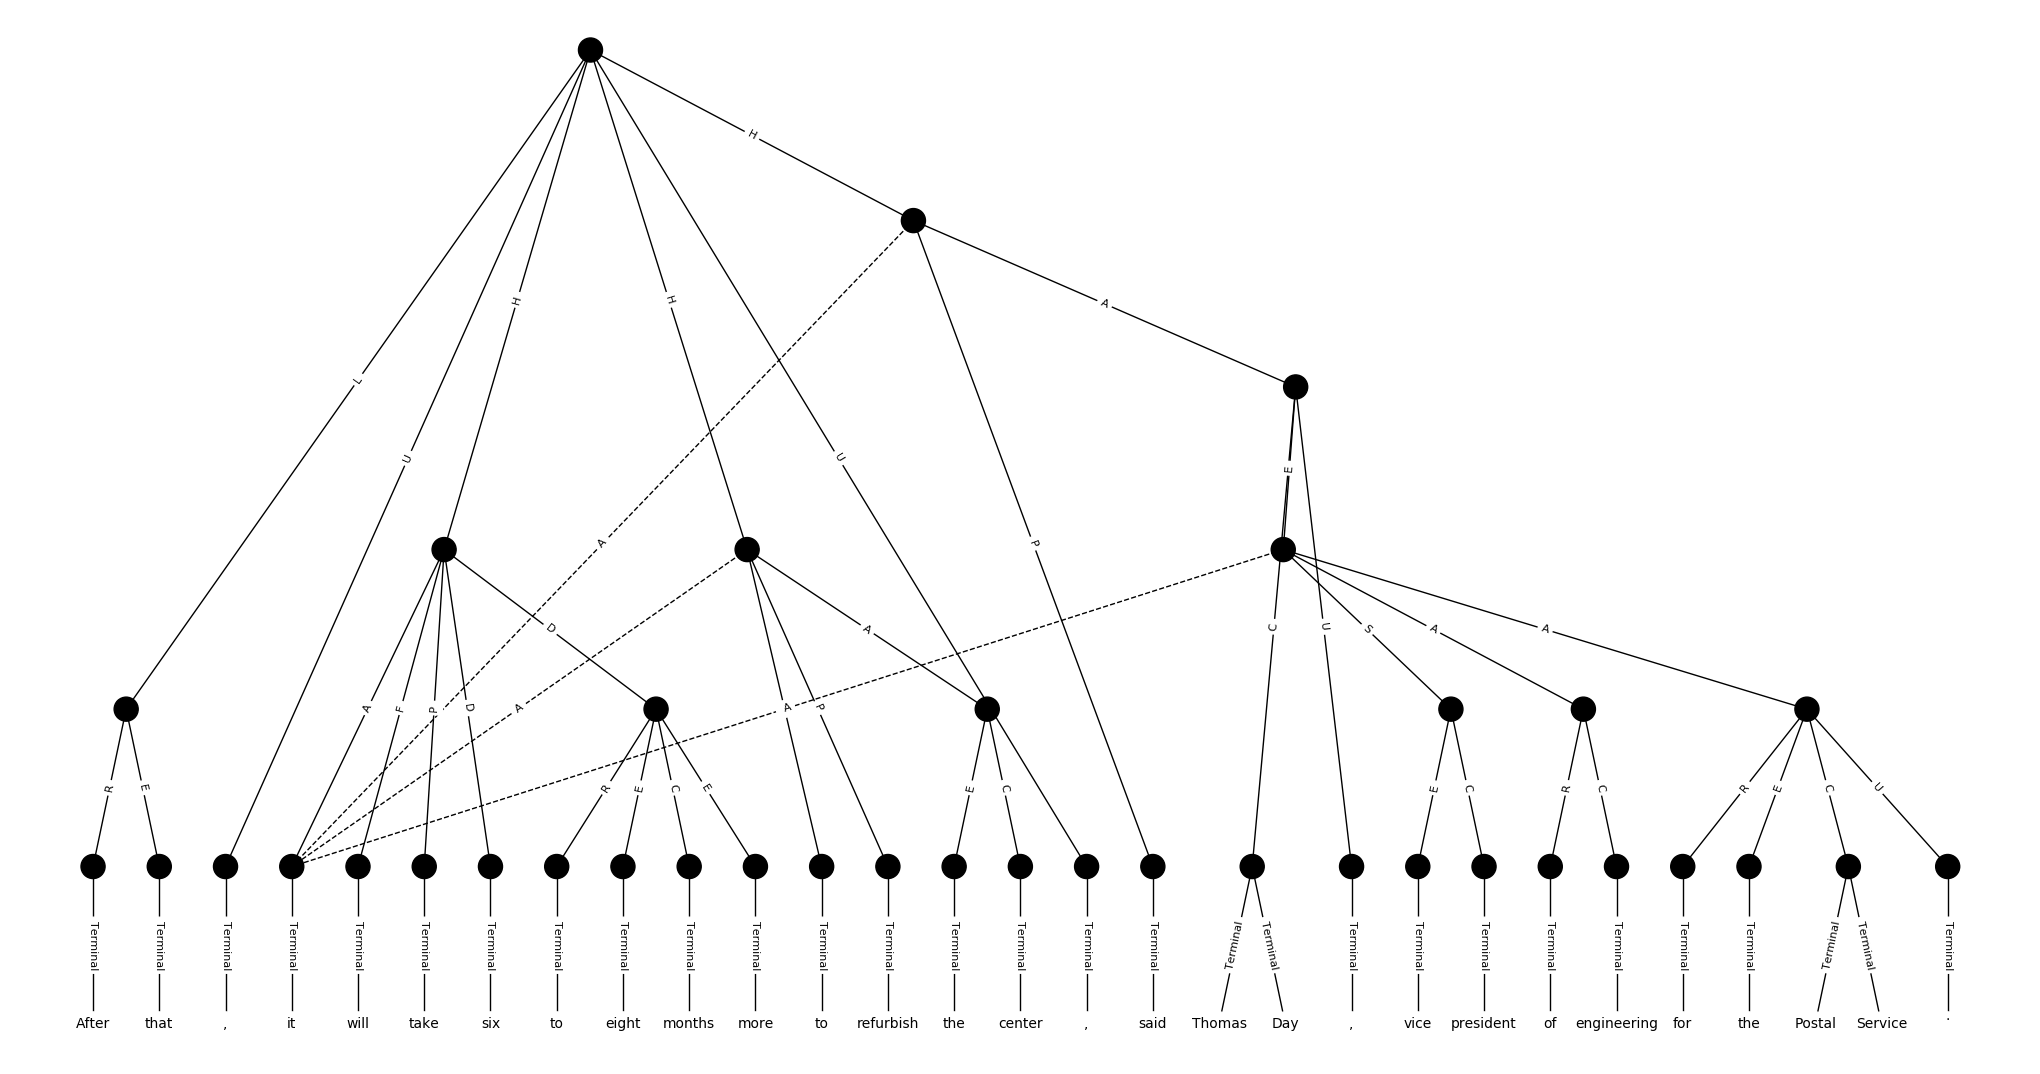 H
H
H
A
L
U
U
E
A
P
D
A
C
U
S
A
A
A
F
P
D
A
A
P
R
E
R
E
C
E
E
C
E
C
R
C
R
E
C
U
Terminal Terminal Terminal Terminal Terminal Terminal Terminal Terminal Terminal Terminal Terminal Terminal Terminal Terminal Terminal Terminal Terminal Terminal Terminal Terminal Terminal Terminal Terminal Terminal Terminal Terminal Terminal Terminal Terminal
After that , it will take six to eight months more to refurbish the center , said Thomas Day , vice president of engineering for the Postal Service .